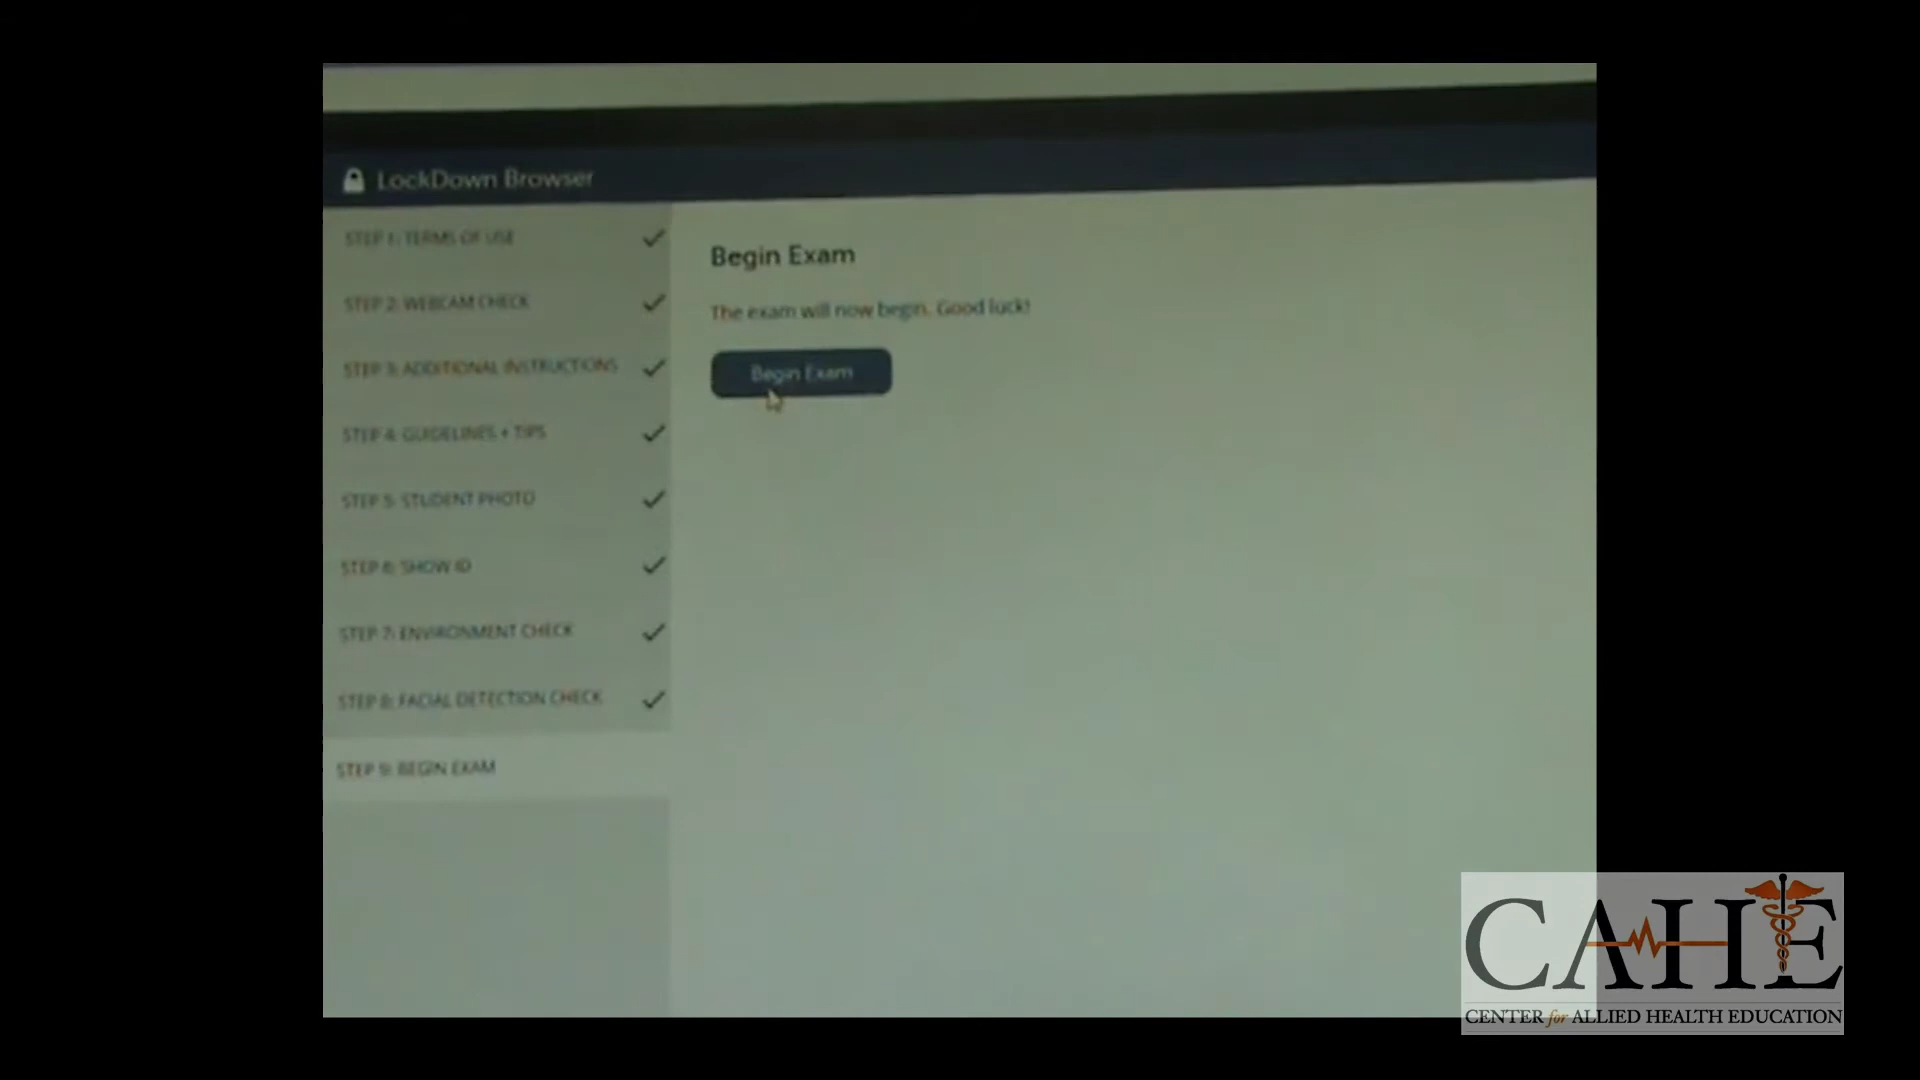 LockDown Browser
STEP 1: TERMS OF USE
STEP 2: WEBCAM CHECK
STEP 3: ADDITIONAL INSTRUCTIONS
STEP 4: GUIDELINES + TIPS
STEP 5: STUDENT PHOTO
STEP 6: SHOW ID
STEP 7: ENVIRONMENT CHECK
STEP 8: FACIAL DETECTION CHECK
STEP 9: BEGIN EXAM
Begin Exam
The exam will now begin. Good luck!
Begin Exam
CAHE
CENTER for ALLIED HEALTH EDUCATION